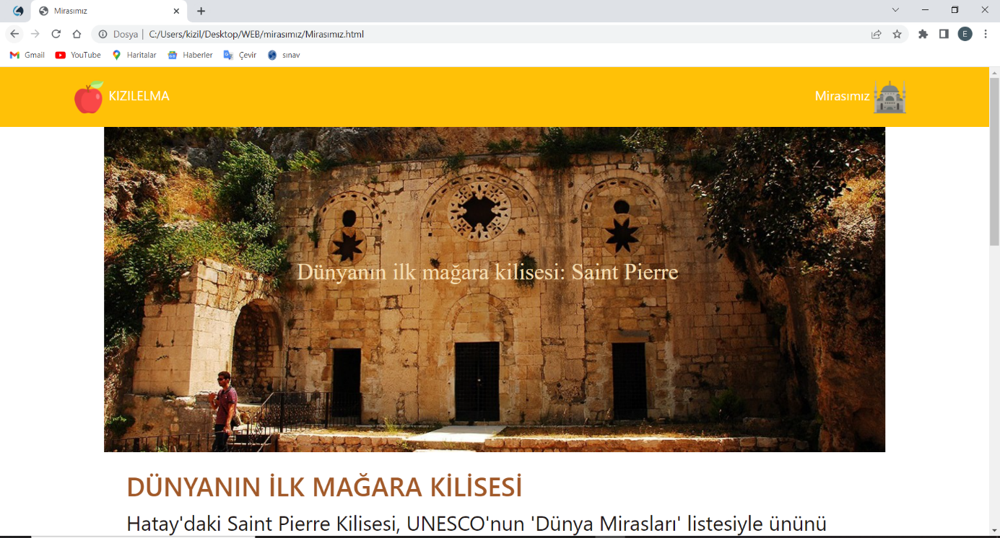 Mirasımız
Dosya | C:/Users/kizil/Desktop/WEB/mirasımız/Mirasımız.html
E
Gmail YouTube Haritalar Haberler Çevir sınav
KIZILELMA Mirasımız
Dünyanın ilk mağara kilisesi: Saint Pierre
DÜNYANIN İLK MAĞARA KİLİSESİ
Hatay'daki Saint Pierre Kilisesi, UNESCO'nun 'Dünya Mirasları' listesiyle ününü